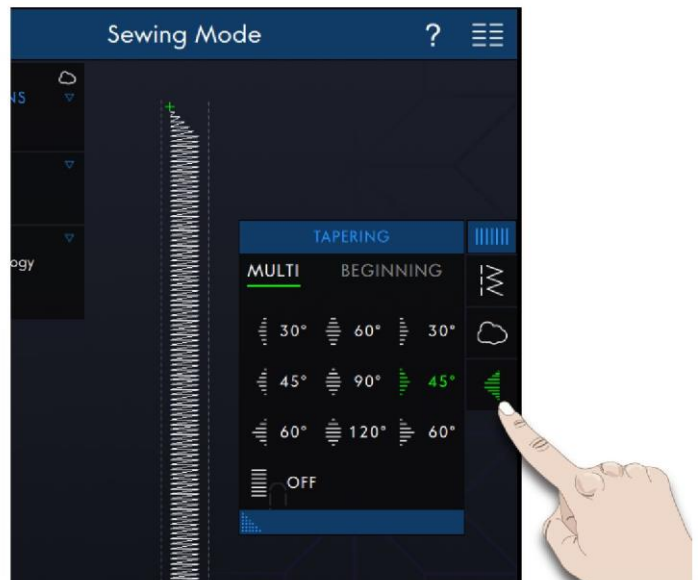 Sewing Mode ?
NS
ogy
TAPERING
MULTI BEGINNING
30° 60° 30°
45° 90° 45°
60° 120° 60°
OFF